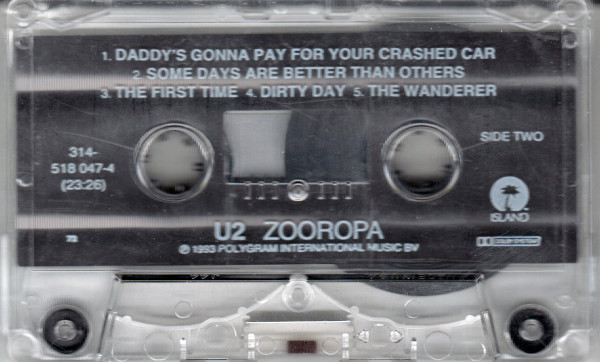 1. DADDY'S GONNA PAY FOR YOUR CRASHED CAR
2. SOME DAYS ARE BETTER THAN OTHERS
3. THE FIRST TIME 4. DIRTY DAY 5. THE WANDERER
314-
518 047-4
(23:26)
SIDE TWO
ISLAND
U2 ZOOROPA
DOLBY SYSTEM
℗ 1993 POLYGRAM INTERNATIONAL MUSIC BV